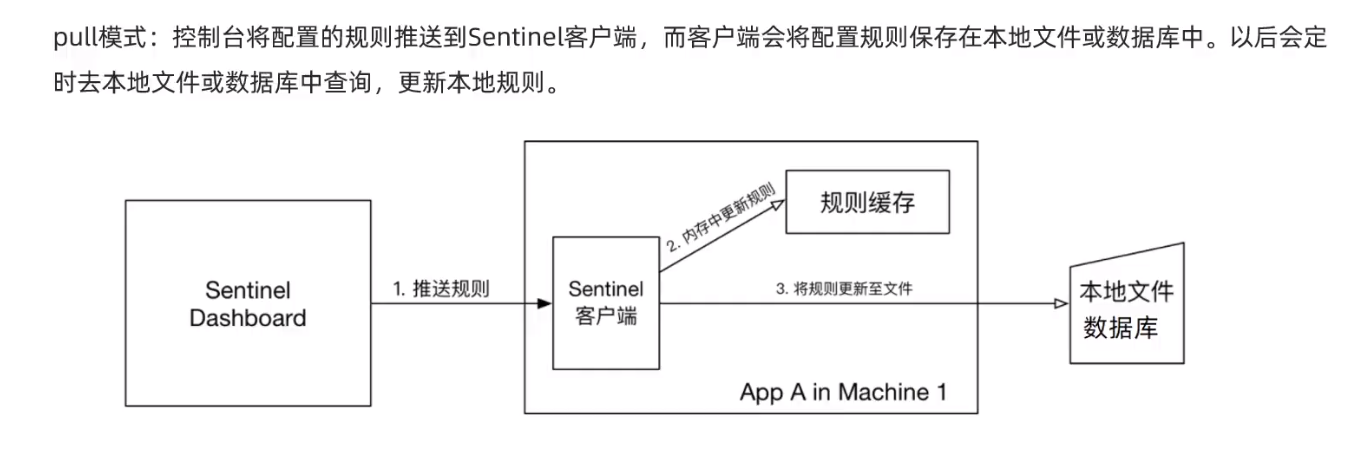 pull模式：控制台将配置的规则推送到Sentinel客户端，而客户端会将配置规则保存在本地文件或数据库中。以后会定
时去本地文件或数据库中查询，更新本地规则。
规则缓存
2. 内存中更新规则
Sentinel
Dashboard
1. 推送规则
Sentinel
客户端
3. 将规则更新至文件
本地文件
数据库
App A in Machine 1